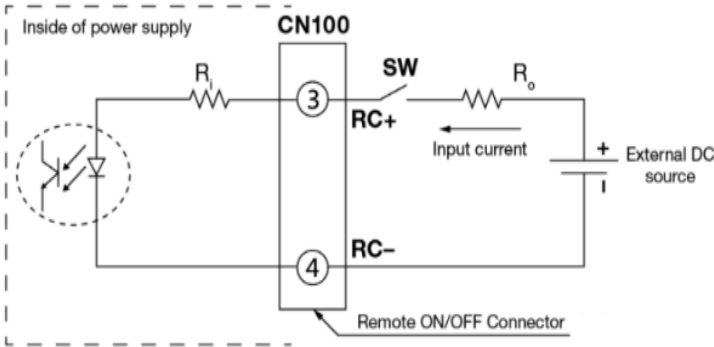 Inside of power supply
CN100
Ri
3
SW
Ro
RC+
Input current
+
External DC
source
RC−
4
Remote ON/OFF Connector